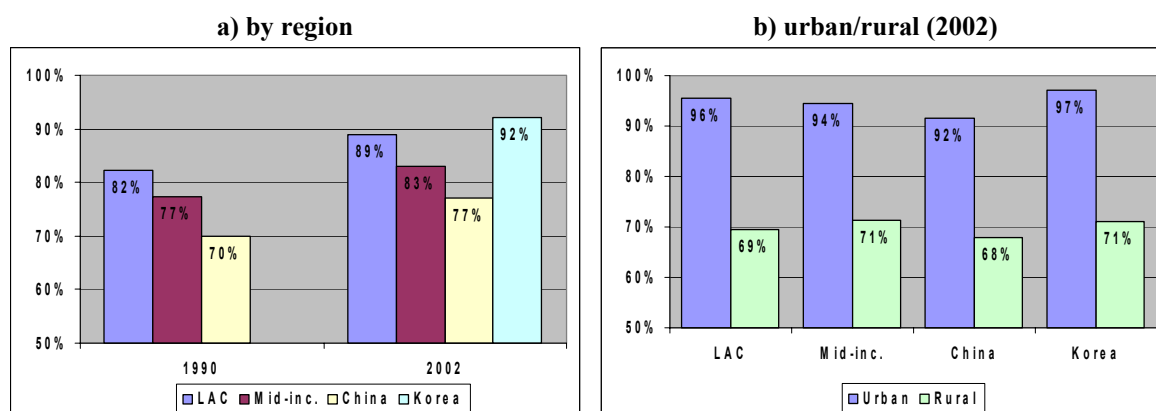 a) by region
100%
90%
80%
70%
60%
50%
82%
77%
70%
89%
83%
77%
92%
1990
2002
LAC
Mid-inc.
China
Korea
b) urban/rural (2002)
100%
90%
80%
70%
60%
50%
96%
69%
94%
71%
92%
68%
97%
71%
LAC
Mid-inc.
China
Korea
Urban
Rural